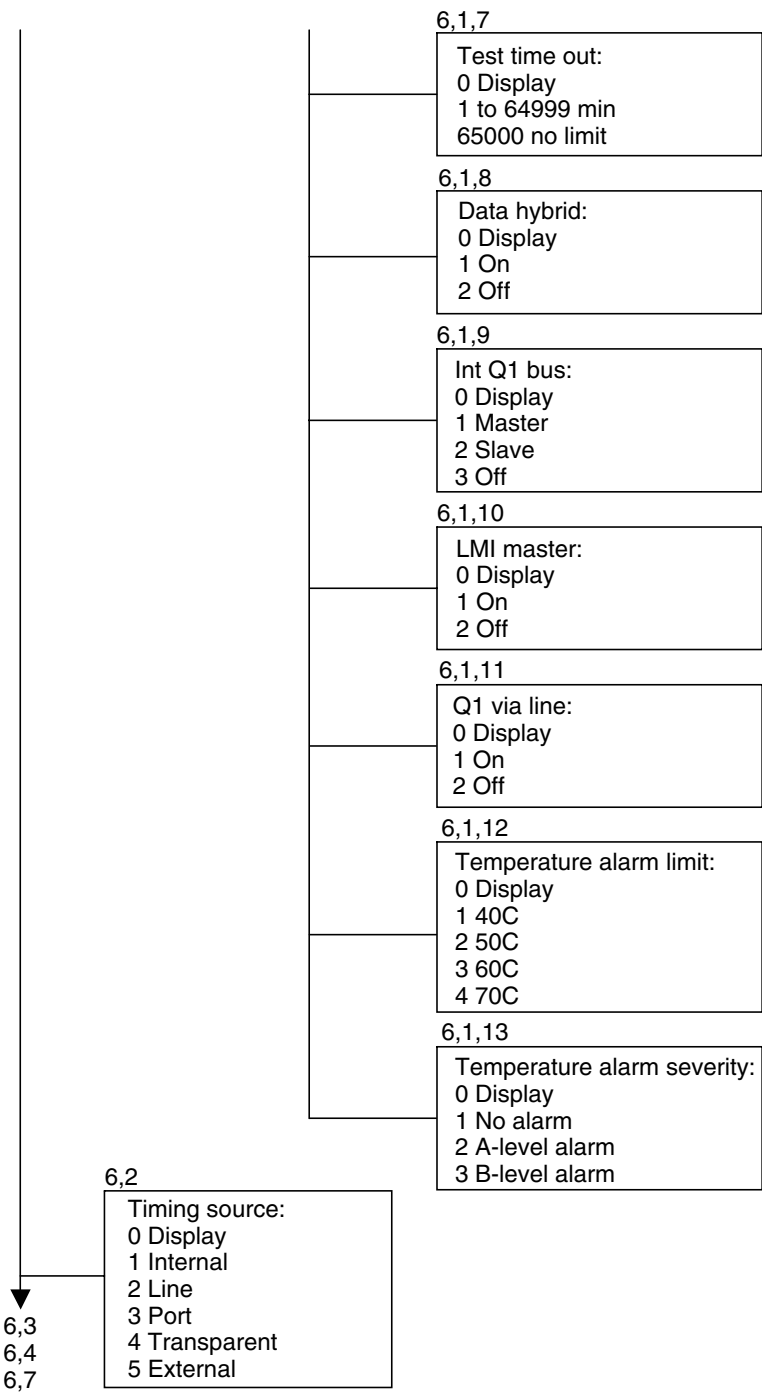 6,1,7
Test time out:
0 Display
1 to 64999 min
65000 no limit
6,1,8
Data hybrid:
0 Display
1 On
2 Off
6,1,9
Int Q1 bus:
0 Display
1 Master
2 Slave
3 Off
6,1,10
LMI master:
0 Display
1 On
2 Off
6,1,11
Q1 via line:
0 Display
1 On
2 Off
6,1,12
Temperature alarm limit:
0 Display
1 40C
2 50C
3 60C
4 70C
6,1,13
Temperature alarm severity:
0 Display
1 No alarm
2 A-level alarm
3 B-level alarm
6,2
Timing source:
0 Display
1 Internal
2 Line
3 Port
4 Transparent
5 External
6,3
6,4
6,7